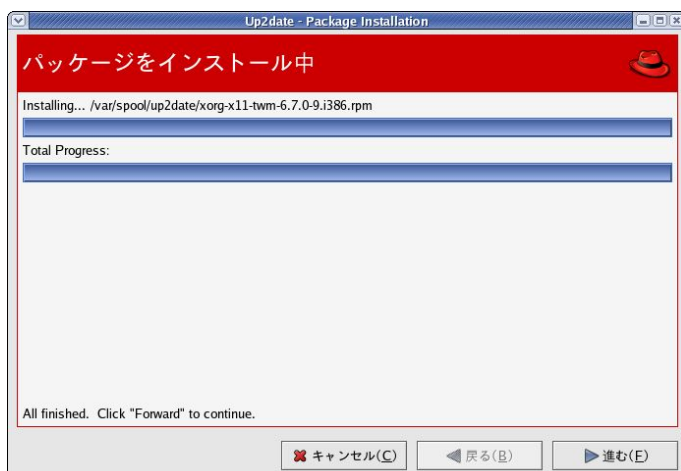 Up2date - Package Installation
パッケージをインストール中
Installing... /var/spool/up2date/xorg-x11-twm-6.7.0-9.i386.rpm
Total Progress:
All finished.  Click "Forward" to continue.
キャンセル(C) 戻る(B) 進む(F)